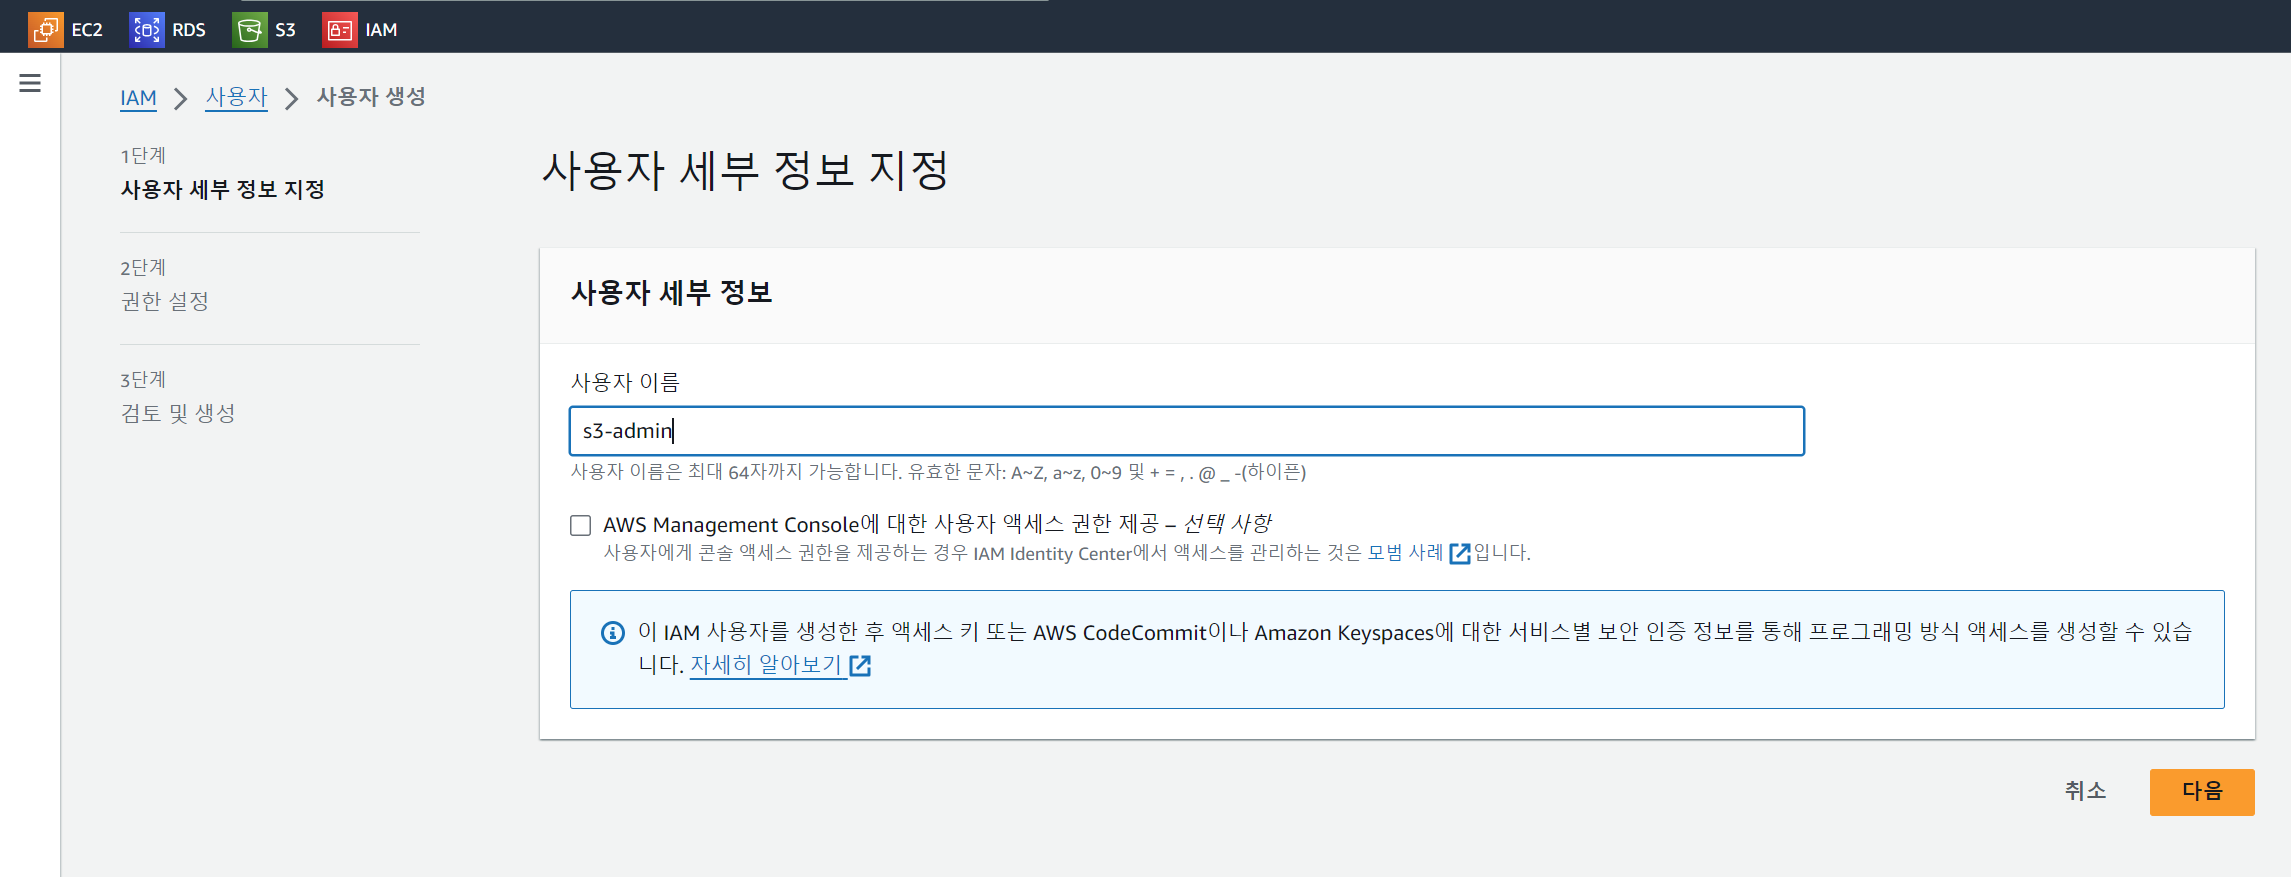 EC2 RDS S3 IAM
IAM 사용자 사용자 생성
1단계
사용자 세부 정보 지정
2단계
권한 설정
3단계
검토 및 생성
사용자 세부 정보 지정
사용자 세부 정보
사용자 이름
s3-admin
사용자 이름은 최대 64자까지 가능합니다. 유효한 문자: A~Z, a~z, 0~9 및 + = , . @ _ -(하이픈)
AWS Management Console에 대한 사용자 액세스 권한 제공 – 선택 사항
사용자에게 콘솔 액세스 권한을 제공하는 경우 IAM Identity Center에서 액세스를 관리하는 것은 모범 사례 입니다.
이 IAM 사용자를 생성한 후 액세스 키 또는 AWS CodeCommit이나 Amazon Keyspaces에 대한 서비스별 보안 인증 정보를 통해 프로그래밍 방식 액세스를 생성할 수 있습
니다. 자세히 알아보기
취소 다음